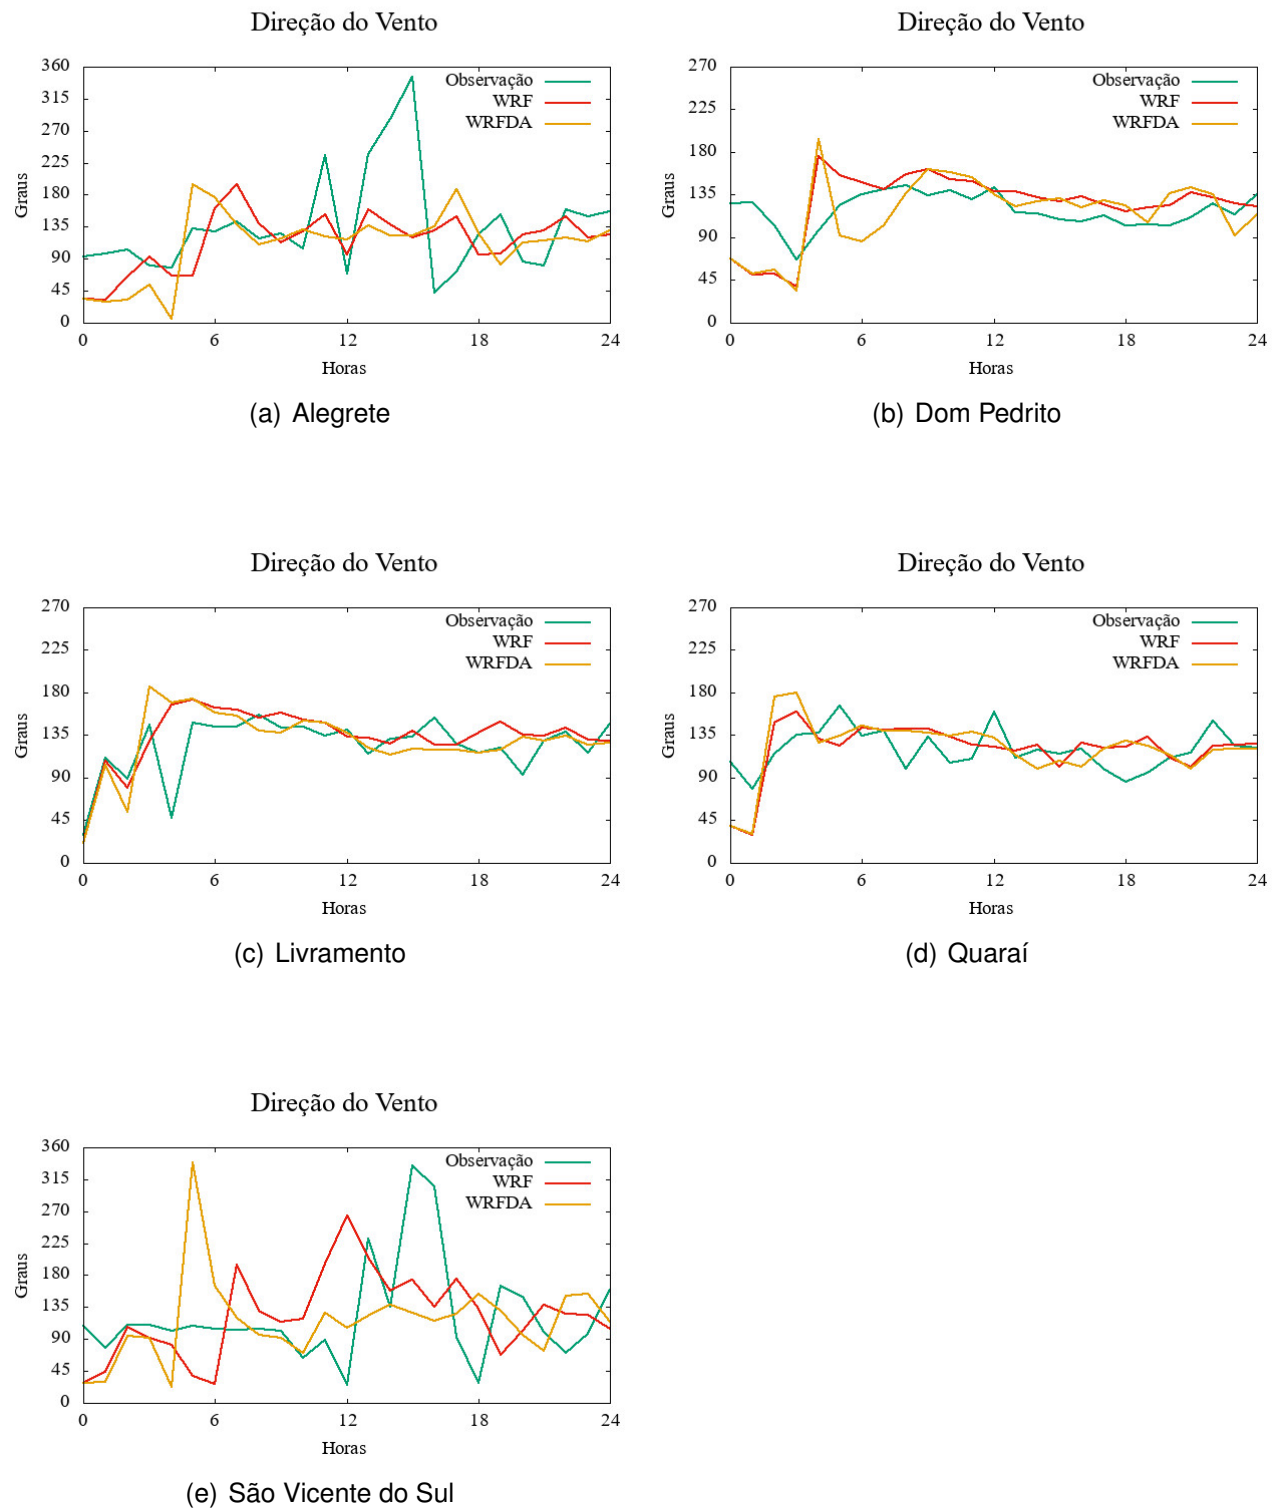 Direção do Vento
360
315
270
225
180
135
90
45
0
Graus
Observação
WRF
WRFDA
0 6 12 18 24
Horas
(a) Alegrete
Direção do Vento
270
225
180
135
90
45
0
Graus
Observação
WRF
WRFDA
0 6 12 18 24
Horas
(b) Dom Pedrito
Direção do Vento
270
225
180
135
90
45
0
Graus
Observação
WRF
WRFDA
0 6 12 18 24
Horas
(c) Livramento
Direção do Vento
270
225
180
135
90
45
0
Graus
Observação
WRF
WRFDA
0 6 12 18 24
Horas
(d) Quaraí
Direção do Vento
360
315
270
225
180
135
90
45
0
Graus
Observação
WRF
WRFDA
0 6 12 18 24
Horas
(e) São Vicente do Sul